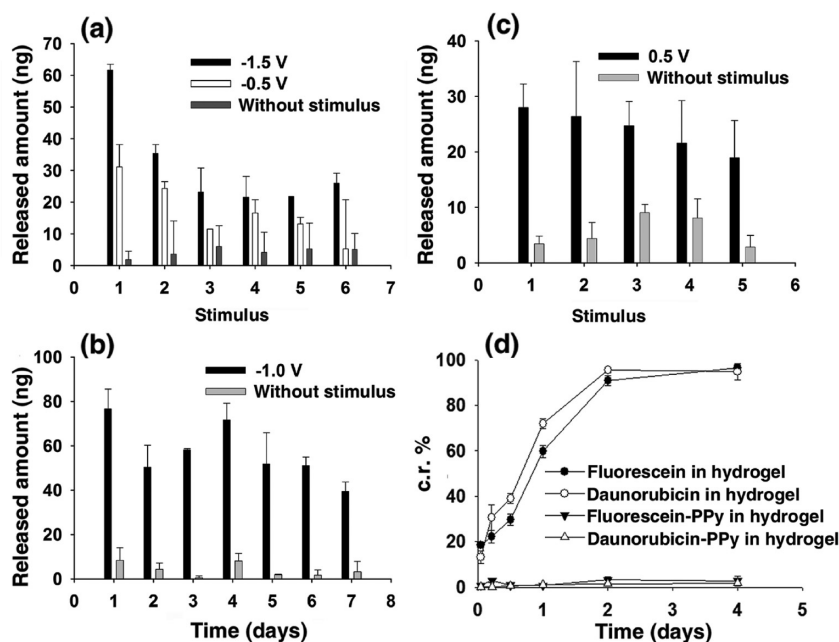 (a)
Released amount (ng)
70
60
50
40
30
20
10
0
-1.5 V
-0.5 V
Without stimulus
0 1 2 3 4 5 6 7
Stimulus
(c)
Released amount (ng)
40
30
20
10
0
0.5 V
Without stimulus
0 1 2 3 4 5 6
Stimulus
(b)
Released amount (ng)
100
80
60
40
20
0
-1.0 V
Without stimulus
0 1 2 3 4 5 6 7 8
Time (days)
(d)
c.r. %
100
80
60
40
20
0
Fluorescein in hydrogel
Daunorubicin in hydrogel
Fluorescein-PPy in hydrogel
Daunorubicin-PPy in hydrogel
0 1 2 3 4 5
Time (days)